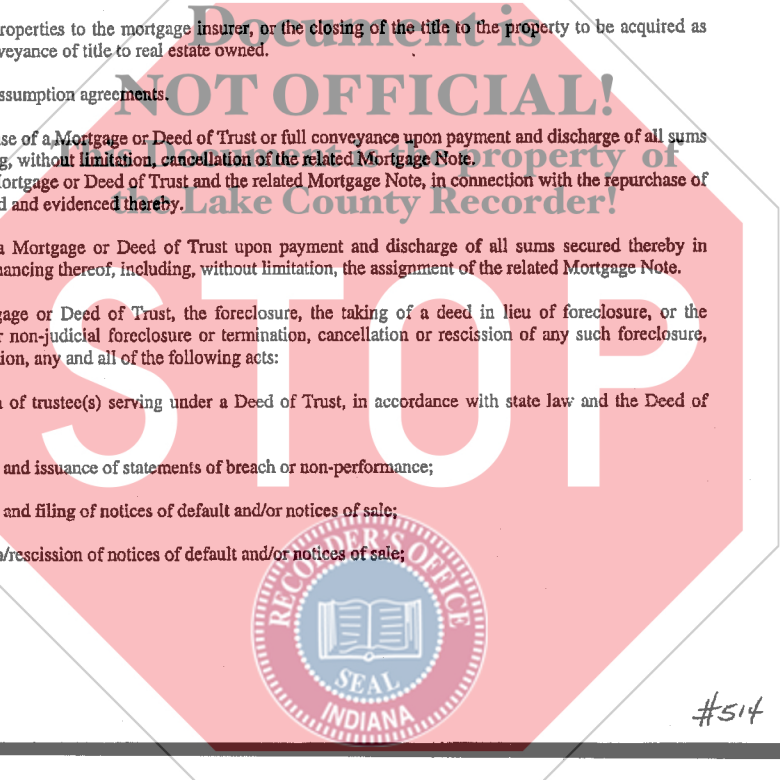 Document is
roperties to the mortgage insurer, or the closing of the title to the property to be acquired as
veyance of title to real estate owned.
NOT OFFICIAL!
ssumption agreements.
se of a Mortgage or Deed of Trust or full conveyance upon payment and discharge of all sums
This Document is the property of
g, without limitation, cancellation of the related Mortgage Note.
ortgage or Deed of Trust and the related Mortgage Note, in connection with the repurchase of
the Lake County Recorder!
d and evidenced thereby.
a Mortgage or Deed of Trust upon payment and discharge of all sums secured thereby in
nancing thereof, including, without limitation, the assignment of the related Mortgage Note.
STOP
gage or Deed of Trust, the foreclosure, the taking of a deed in lieu of foreclosure, or the
r non-judicial foreclosure or termination, cancellation or rescission of any such foreclosure,
ion, any and all of the following acts:
n of trustee(s) serving under a Deed of Trust, in accordance with state law and the Deed of
and issuance of statements of breach or non-performance;
and filing of notices of default and/or notices of sale;
n/rescission of notices of default and/or notices of sale;
RECORDER'S OFFICE
SEAL
INDIANA
#514